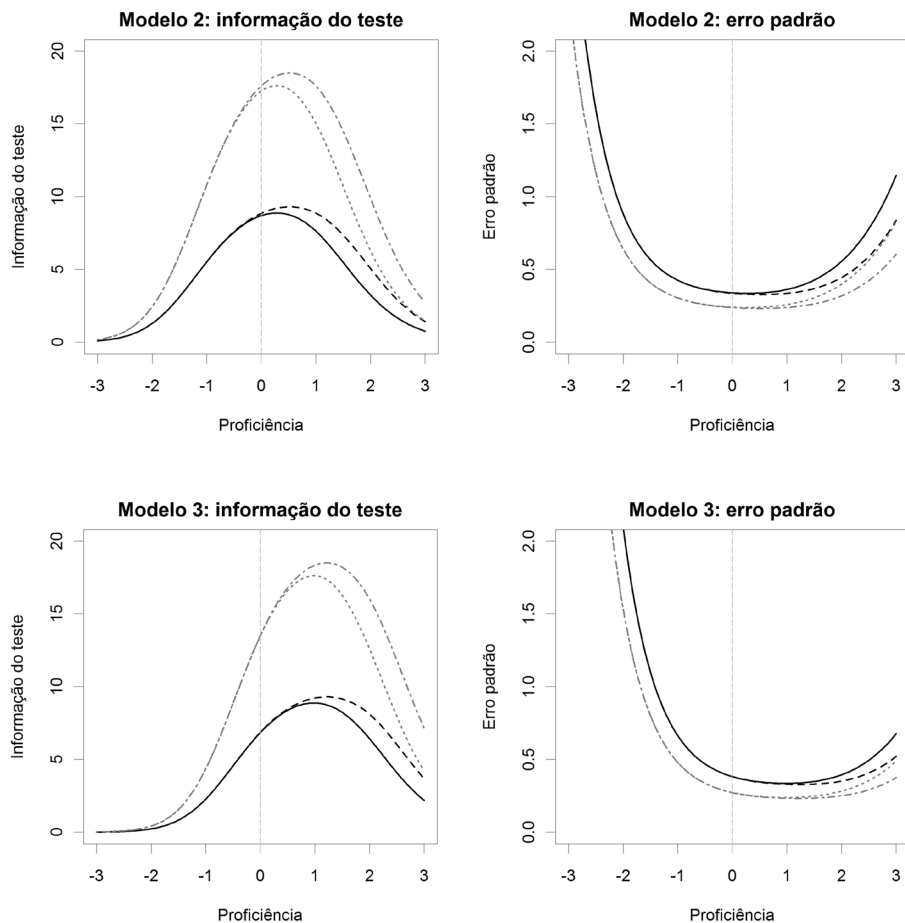 Modelo 2: informação do teste
Informação do teste
20
15
10
5
0
-3 -2 -1 0 1 2 3
Proficiência
Modelo 2: erro padrão
Erro padrão
2.0
1.5
1.0
0.5
0.0
-3 -2 -1 0 1 2 3
Proficiência
Modelo 3: informação do teste
Informação do teste
20
15
10
5
0
-3 -2 -1 0 1 2 3
Proficiência
Modelo 3: erro padrão
Erro padrão
2.0
1.5
1.0
0.5
0.0
-3 -2 -1 0 1 2 3
Proficiência